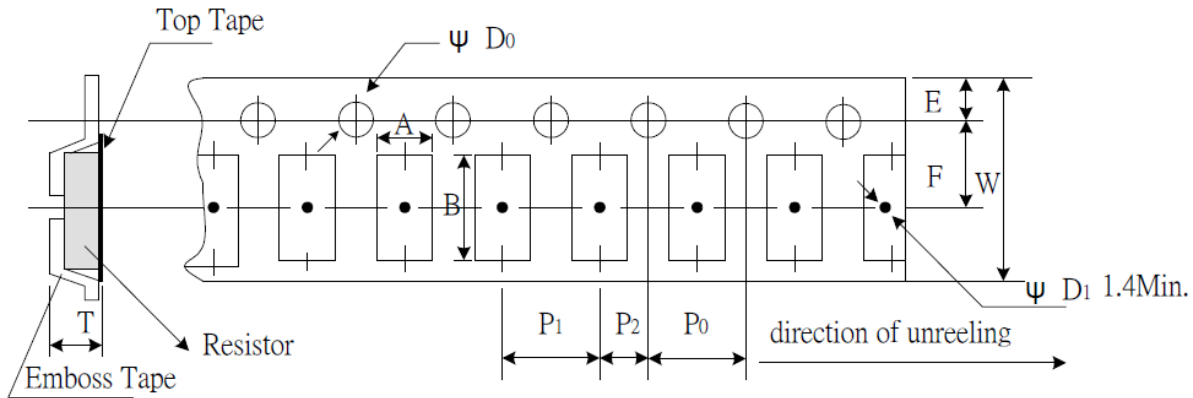 Top Tape
ψ D0
E
A
F
W
B
ψ D1 1.4Min.
T
P1
P2
P0
direction of unreeling
Resistor
Emboss Tape